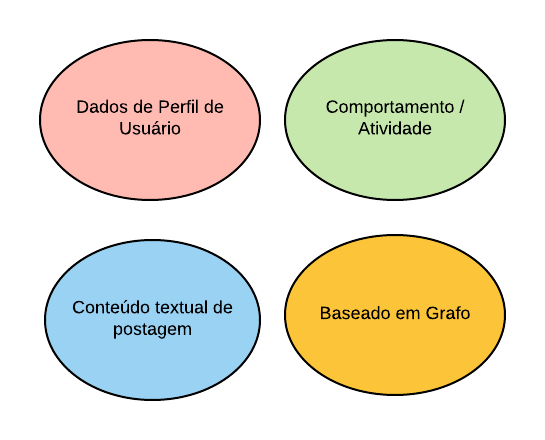 Dados de Perfil de
Usuário
Comportamento /
Atividade
Conteúdo textual de
postagem
Baseado em Grafo